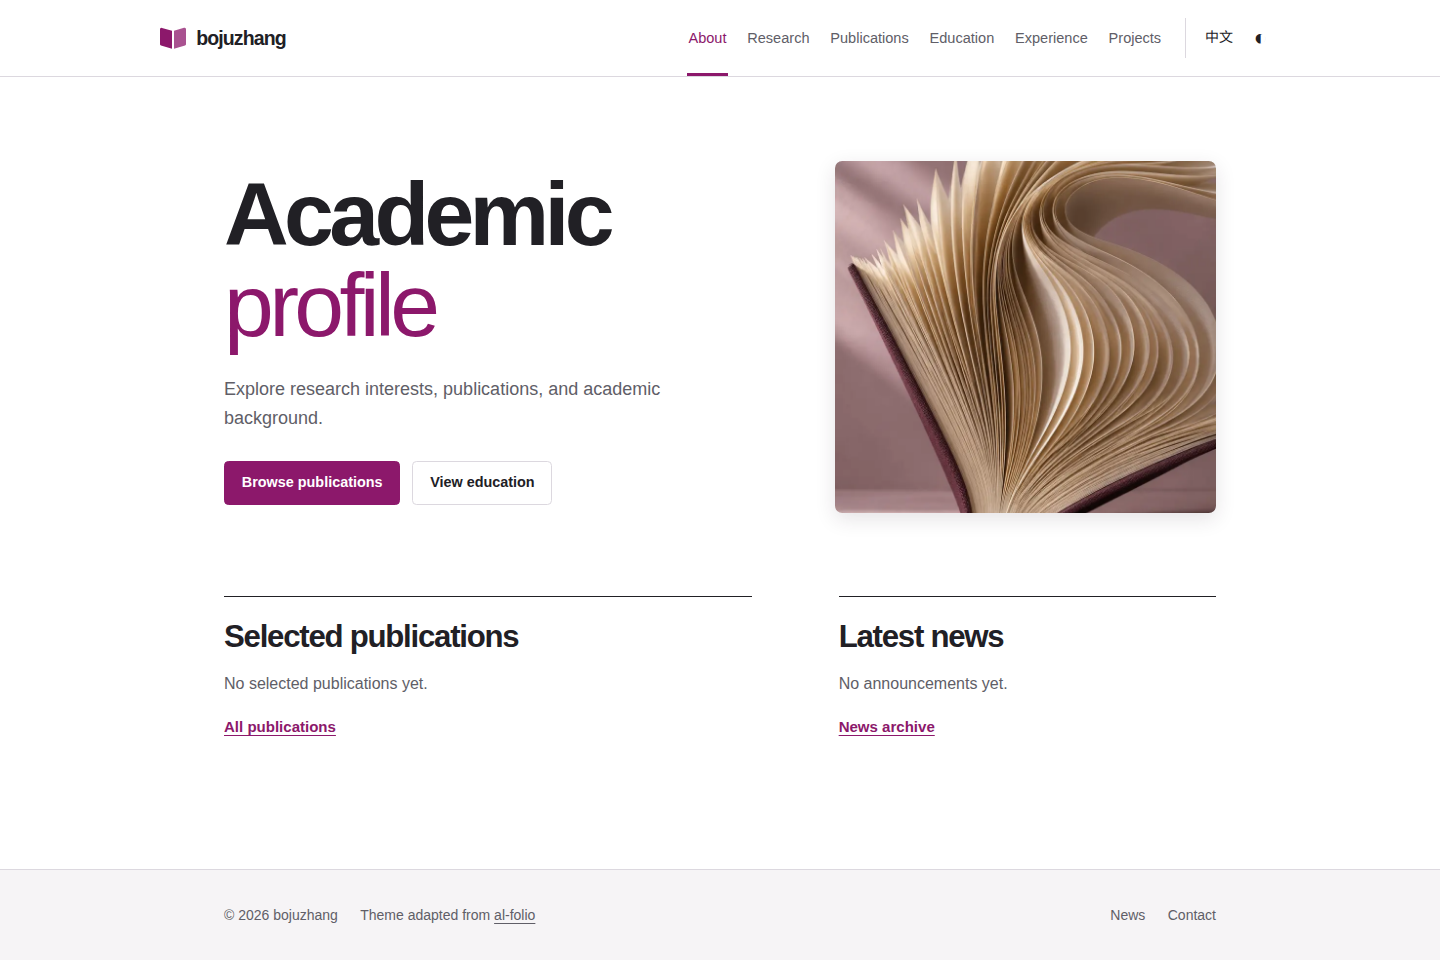 bojuzhang
About Research Publications Education Experience Projects 中文
Academic
profile
Explore research interests, publications, and academic
background.
Browse publications View education
Selected publications
No selected publications yet.
All publications
Latest news
No announcements yet.
News archive
© 2026 bojuzhang Theme adapted from al-folio
News Contact